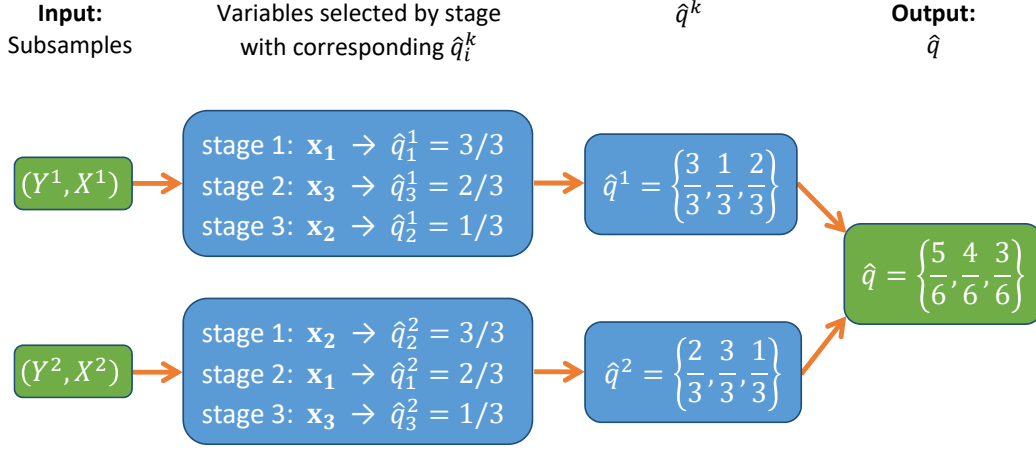 Input:
Subsamples
Variables selected by stage
with corresponding q̂ᵢᵏ
q̂ᵏ
Output:
q̂
(Y¹, X¹)
stage 1: x₁ → q̂₁¹ = 3/3
stage 2: x₃ → q̂₃¹ = 2/3
stage 3: x₂ → q̂₂¹ = 1/3
q̂¹ = {3/3, 1/3, 2/3}
(Y², X²)
stage 1: x₂ → q̂₂² = 3/3
stage 2: x₁ → q̂₁² = 2/3
stage 3: x₃ → q̂₃² = 1/3
q̂² = {2/3, 3/3, 1/3}
q̂ = {5/6, 4/6, 3/6}